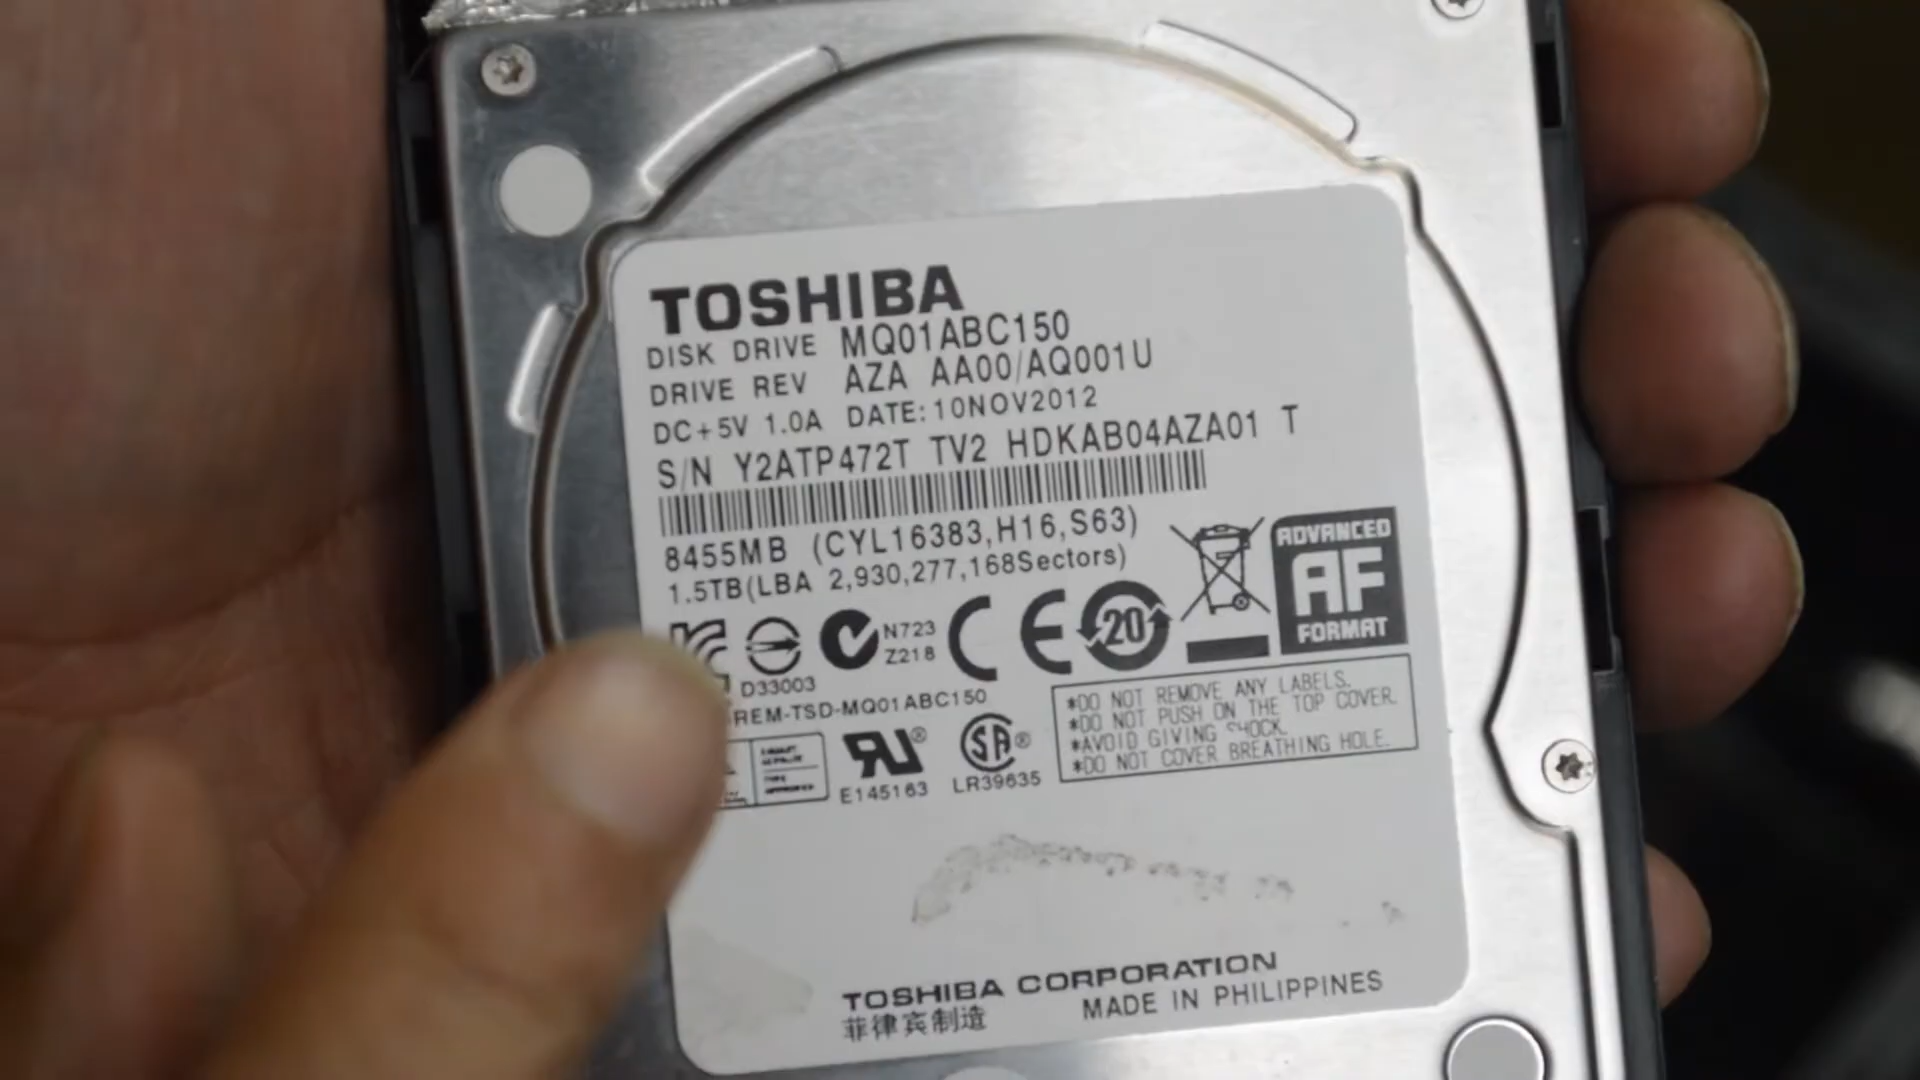 TOSHIBA
DISK DRIVE MQ01ABC150
DRIVE REV AZA AA00/AQ001U
DC+5V 1.0A DATE:10NOV2012
S/N Y2ATP472T TV2 HDKAB04AZA01 T
8455MB (CYL16383,H16,S63)
1.5TB(LBA 2,930,277,168Sectors)
N723
Z218
CE
20
ADVANCED
AF
FORMAT
D33003
REM-TSD-MQ01ABC150
RU®
SA®
E145163
LR39635
*DO NOT REMOVE ANY LABELS.
*DO NOT PUSH ON THE TOP COVER.
*AVOID GIVING SHOCK.
*DO NOT COVER BREATHING HOLE.
TOSHIBA CORPORATION
菲律宾制造 MADE IN PHILIPPINES